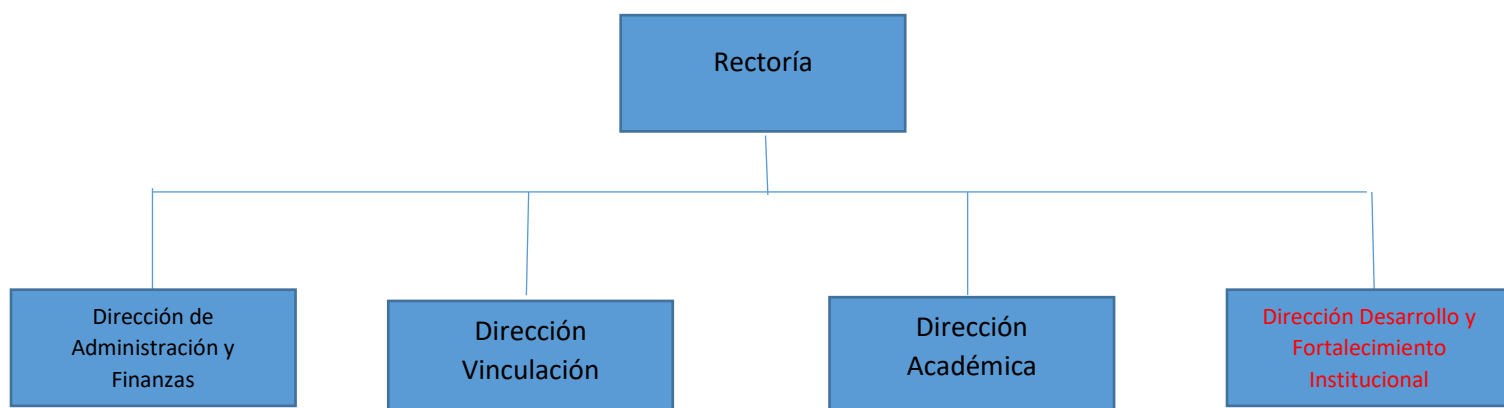 Rectoría
Dirección de
Administración y
Finanzas
Dirección
Vinculación
Dirección
Académica
Dirección Desarrollo y
Fortalecimiento
Institucional